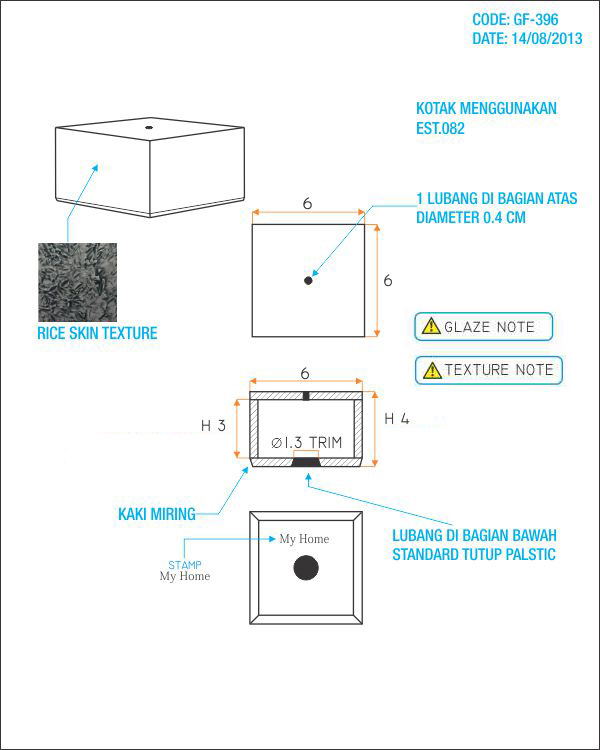 CODE: GF-396
DATE: 14/08/2013
KOTAK MENGGUNAKAN
EST.082
6
1 LUBANG DI BAGIAN ATAS
DIAMETER 0.4 CM
6
RICE SKIN TEXTURE
GLAZE NOTE
TEXTURE NOTE
6
H 3
H 4
Ø1.3 TRIM
KAKI MIRING
LUBANG DI BAGIAN BAWAH
STANDARD TUTUP PALSTIC
My Home
STAMP
My Home